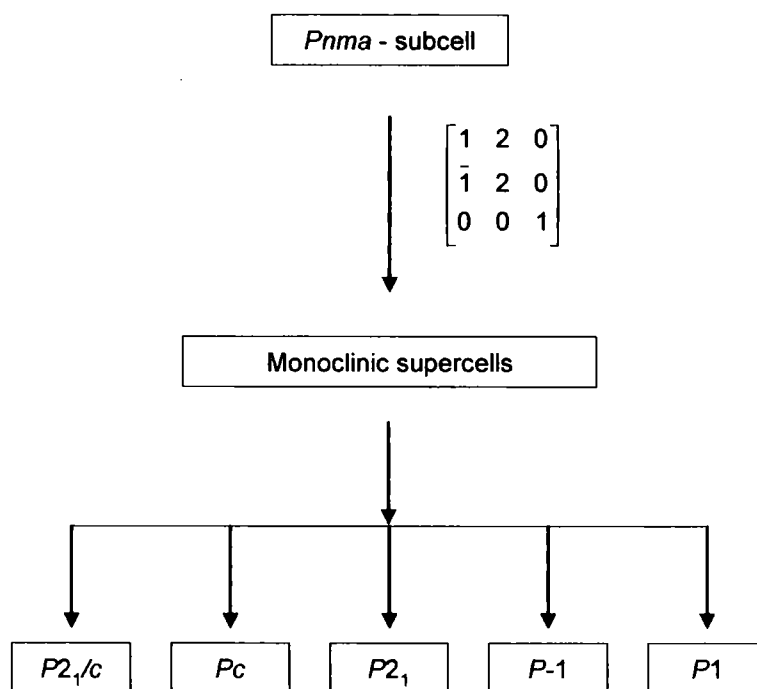 Pnma - subcell
1 2 0
1̄ 2 0
0 0 1
Monoclinic supercells
P2₁/c Pc P2₁ P-1 P1